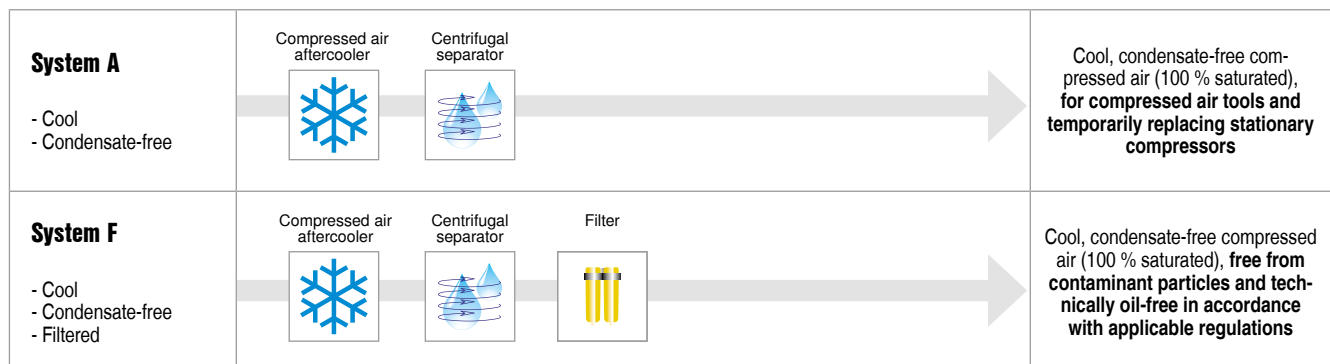 System A
- Cool
- Condensate-free
Compressed air
aftercooler
Centrifugal
separator
Cool, condensate-free com-
pressed air (100 % saturated),
for compressed air tools and
temporarily replacing stationary
compressors
System F
- Cool
- Condensate-free
- Filtered
Compressed air
aftercooler
Centrifugal
separator
Filter
Cool, condensate-free compressed
air (100 % saturated), free from
contaminant particles and tech-
nically oil-free in accordance
with applicable regulations